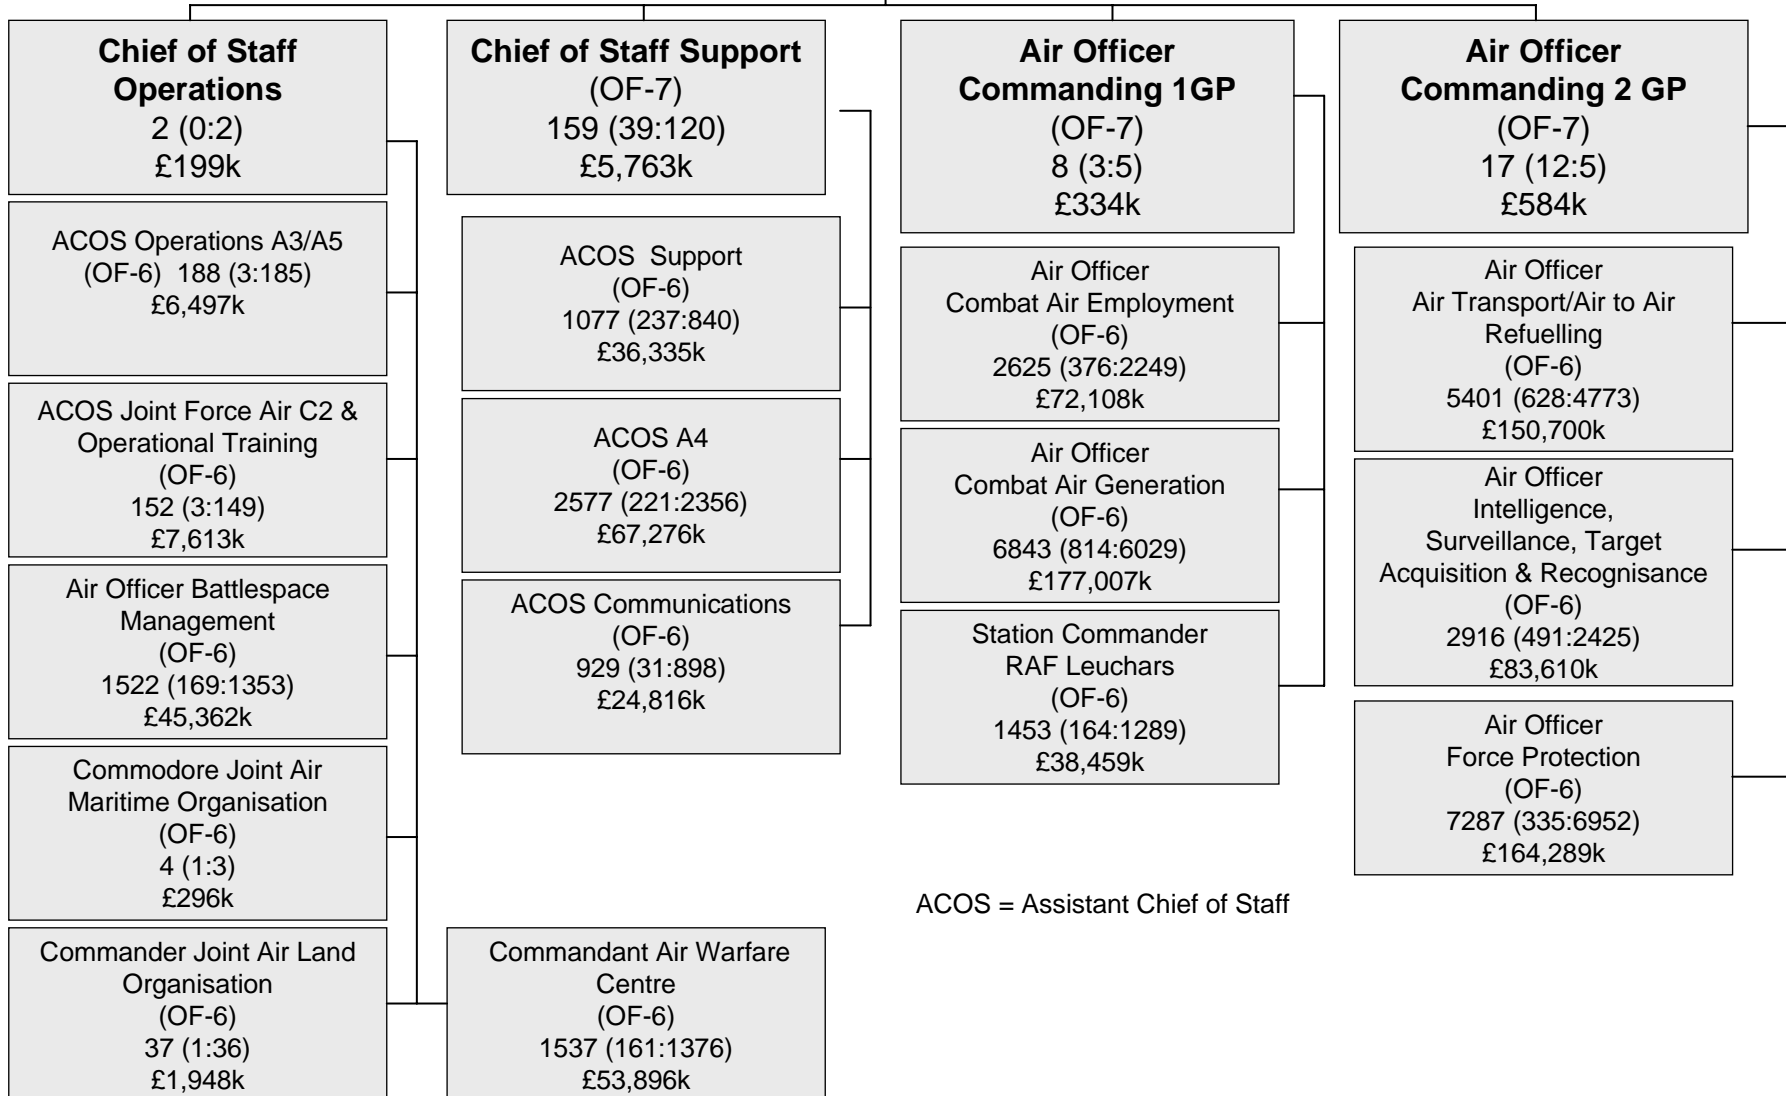 Chief of Staff
Operations
2 (0:2)
£199k
ACOS Operations A3/A5
(OF-6) 188 (3:185)
£6,497k
ACOS Joint Force Air C2 &
Operational Training
(OF-6)
152 (3:149)
£7,613k
Air Officer Battlespace
Management
(OF-6)
1522 (169:1353)
£45,362k
Commodore Joint Air
Maritime Organisation
(OF-6)
4 (1:3)
£296k
Commander Joint Air Land
Organisation
(OF-6)
37 (1:36)
£1,948k
Chief of Staff Support
(OF-7)
159 (39:120)
£5,763k
ACOS Support
(OF-6)
1077 (237:840)
£36,335k
ACOS A4
(OF-6)
2577 (221:2356)
£67,276k
ACOS Communications
(OF-6)
929 (31:898)
£24,816k
Commandant Air Warfare
Centre
(OF-6)
1537 (161:1376)
£53,896k
Air Officer
Commanding 1GP
(OF-7)
8 (3:5)
£334k
Air Officer
Combat Air Employment
(OF-6)
2625 (376:2249)
£72,108k
Air Officer
Combat Air Generation
(OF-6)
6843 (814:6029)
£177,007k
Station Commander
RAF Leuchars
(OF-6)
1453 (164:1289)
£38,459k
ACOS = Assistant Chief of Staff
Air Officer
Commanding 2 GP
(OF-7)
17 (12:5)
£584k
Air Officer
Air Transport/Air to Air
Refuelling
(OF-6)
5401 (628:4773)
£150,700k
Air Officer
Intelligence,
Surveillance, Target
Acquisition & Recognisance
(OF-6)
2916 (491:2425)
£83,610k
Air Officer
Force Protection
(OF-6)
7287 (335:6952)
£164,289k